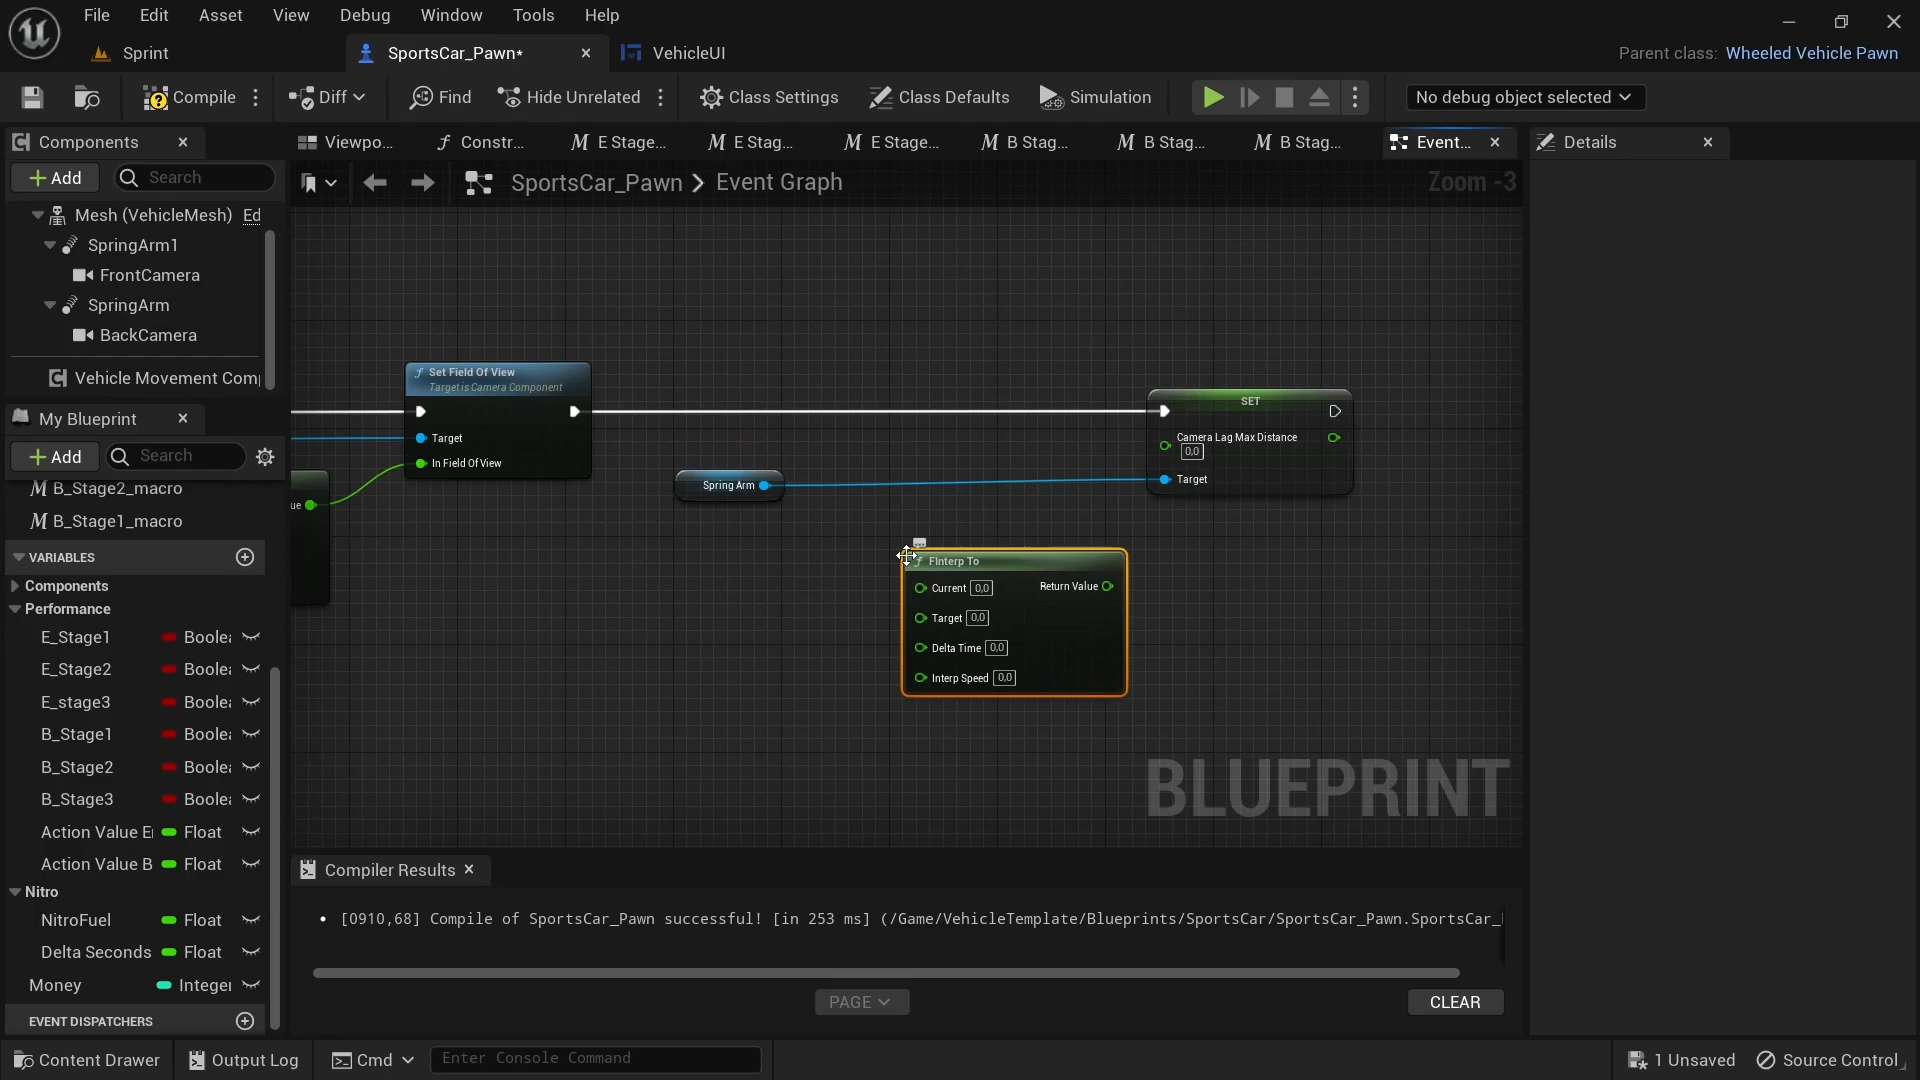 File Edit Asset View Debug Window Tools Help
Sprint SportsCar_Pawn* VehicleUI Parent class: Wheeled Vehicle Pawn
Compile Diff Find Hide Unrelated Class Settings Class Defaults Simulation No debug object selected
Components Viewpo... Constr... E Stage... E Stag... E Stage... B Stag... B Stag... B Stag... Event... Details
Add Search SportsCar_Pawn > Event Graph Zoom -3
Mesh (VehicleMesh) Ed
SpringArm1
FrontCamera
SpringArm
BackCamera
Vehicle Movement Com
My Blueprint
Add Search
B_Stage2_macro
B_Stage1_macro
VARIABLES
Components
Performance
E_Stage1 Boolea
E_Stage2 Boolea
E_stage3 Boolea
B_Stage1 Boolea
B_Stage2 Boolea
B_Stage3 Boolea
Action Value E Float
Action Value B Float
Nitro
NitroFuel Float
Delta Seconds Float
Money Intege
EVENT DISPATCHERS
Set Field Of View
Target is Camera Component
Target
In Field Of View
ue
Spring Arm
SET
Camera Lag Max Distance
0,0
Target
FInterp To
Current 0,0 Return Value
Target 0,0
Delta Time 0,0
Interp Speed 0,0
BLUEPRINT
Compiler Results
• [0910,68] Compile of SportsCar_Pawn successful! [in 253 ms] (/Game/VehicleTemplate/Blueprints/SportsCar/SportsCar_Pawn.SportsCar_
PAGE CLEAR
Content Drawer Output Log Cmd Enter Console Command 1 Unsaved Source Control